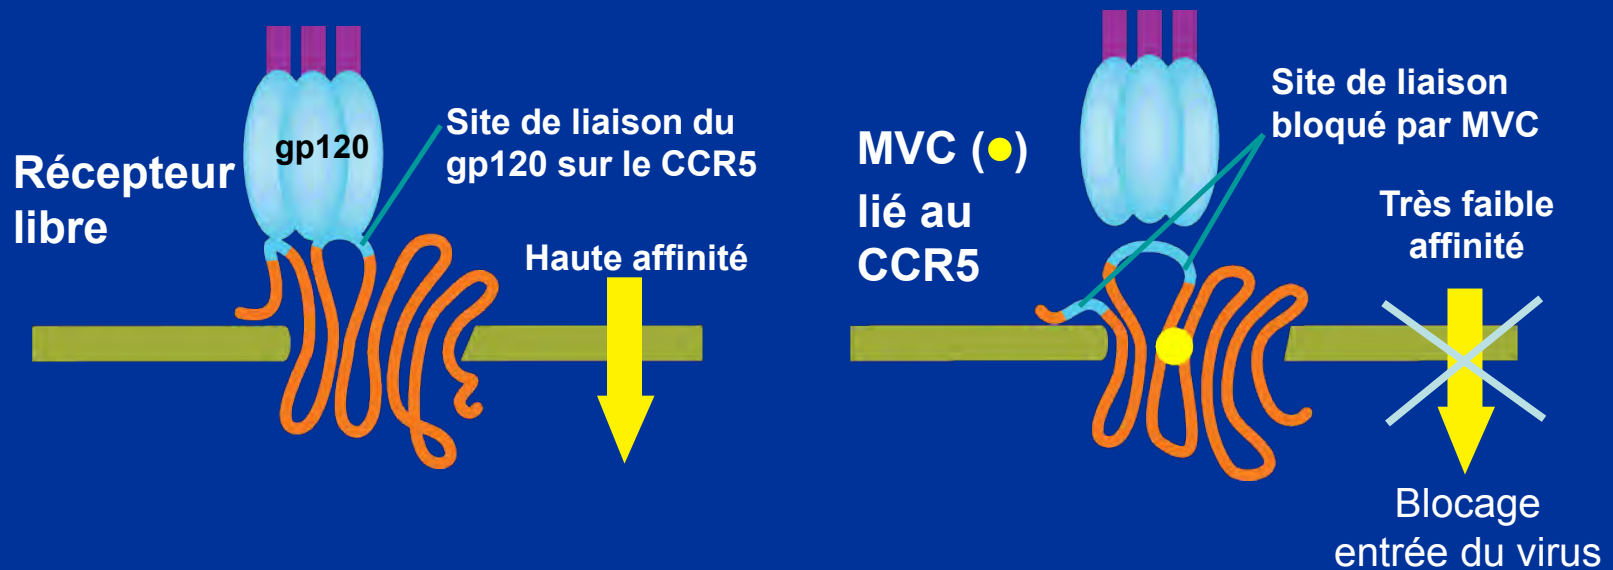 Récepteur
libre
gp120
Site de liaison du
gp120 sur le CCR5
Haute affinité
MVC (●)
lié au
CCR5
Site de liaison
bloqué par MVC
Très faible
affinité
Blocage
entrée du virus